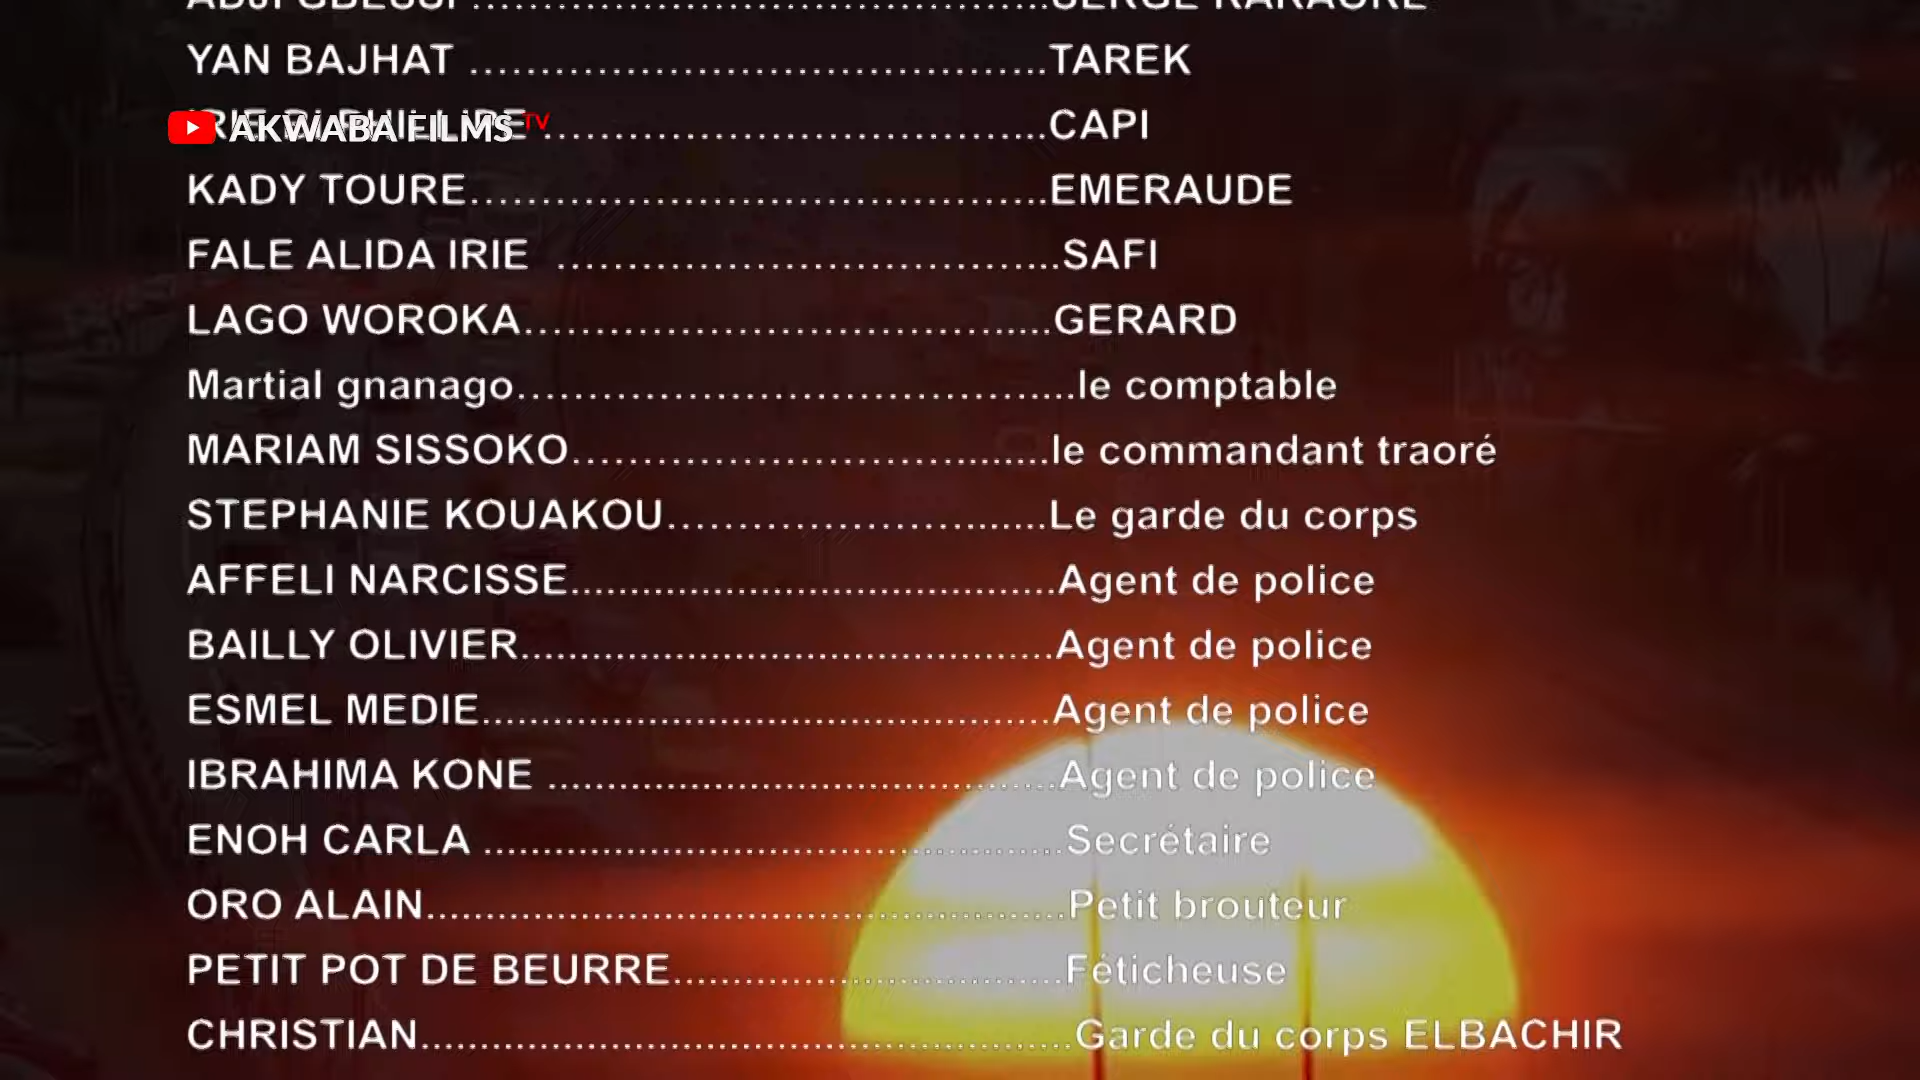 YAN BAJHAT ........................................TAREK
AKWABA FILMS TV
........................................CAPI
KADY TOURE........................................EMERAUDE
FALE ALIDA IRIE ........................................SAFI
LAGO WOROKA........................................GERARD
Martial gnanago........................................le comptable
MARIAM SISSOKO........................................le commandant traoré
STEPHANIE KOUAKOU........................................Le garde du corps
AFFELI NARCISSE........................................Agent de police
BAILLY OLIVIER........................................Agent de police
ESMEL MEDIE........................................Agent de police
IBRAHIMA KONE ........................................Agent de police
ENOH CARLA ........................................Secrétaire
ORO ALAIN........................................Petit brouteur
PETIT POT DE BEURRE........................................Féticheuse
CHRISTIAN........................................Garde du corps ELBACHIR